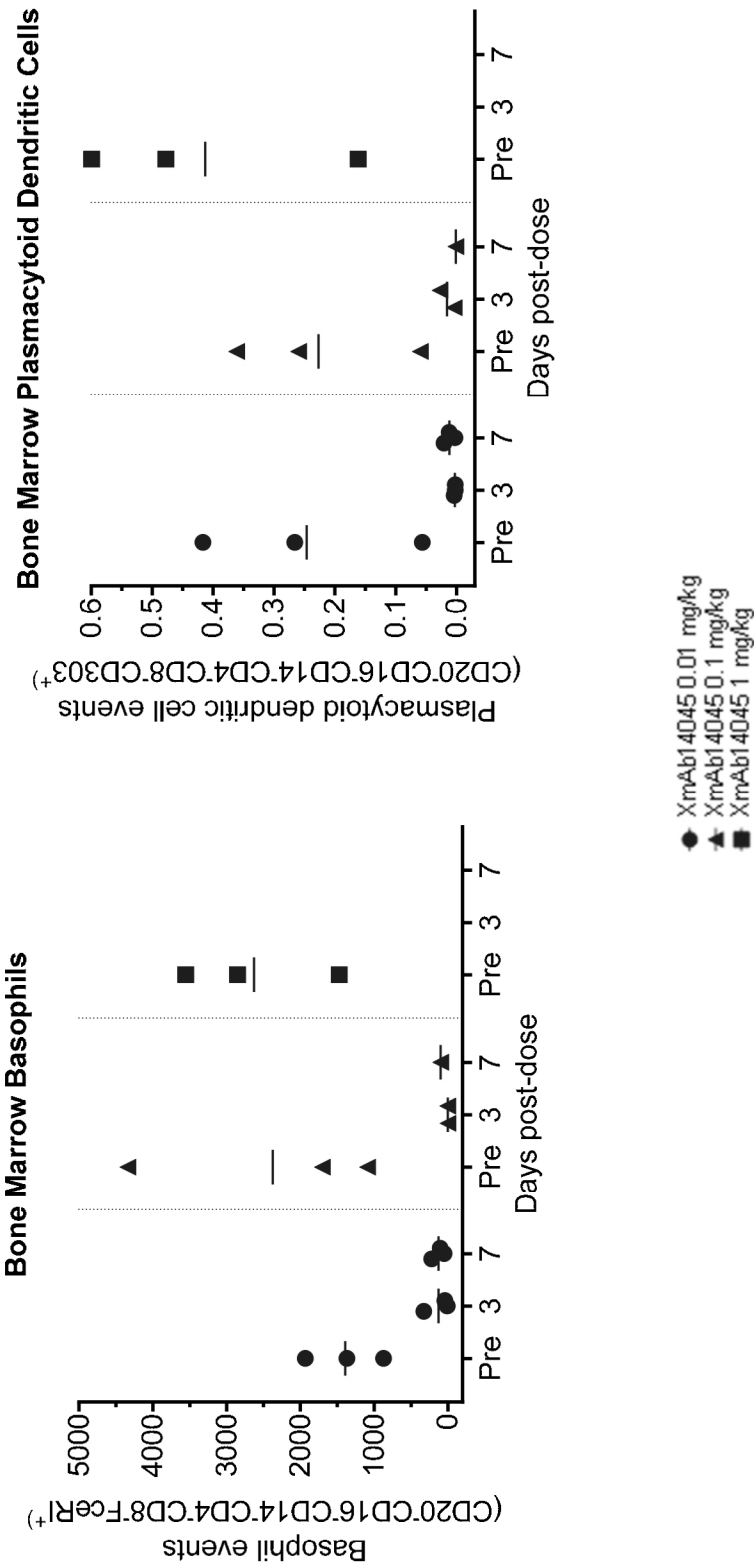 Bone Marrow Basophils
Basophil events
(CD20⁻CD16⁻CD14⁻CD4⁻CD8⁻FceRI⁺)
5000
4000
3000
2000
1000
0
Pre 3 7 Pre 3 7 Pre 3 7
Days post-dose
Bone Marrow Plasmacytoid Dendritic Cells
Plasmacytoid dendritic cell events
(CD20⁻CD16⁻CD14⁻CD4⁻CD8⁻CD303⁺)
0.6
0.5
0.4
0.3
0.2
0.1
0.0
Pre 3 7 Pre 3 7 Pre 3 7
Days post-dose
XmAb14045 0.01 mg/kg
XmAb14045 0.1 mg/kg
XmAb14045 1 mg/kg